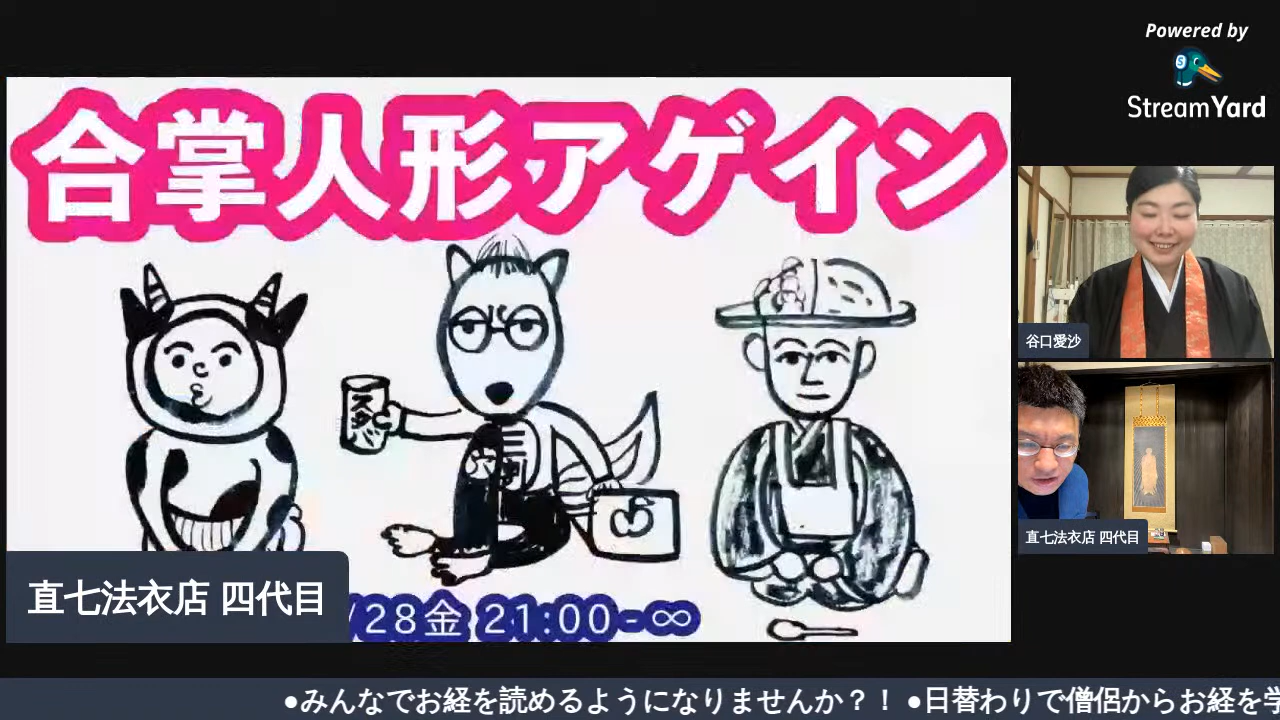 Powered by
StreamYard
合掌人形アゲイン
スタバ
/28金 21:00-∞
谷口愛沙
直七法衣店 四代目
直七法衣店 四代目
●みんなでお経を読めるようになりませんか？！ ●日替わりで僧侶からお経を学